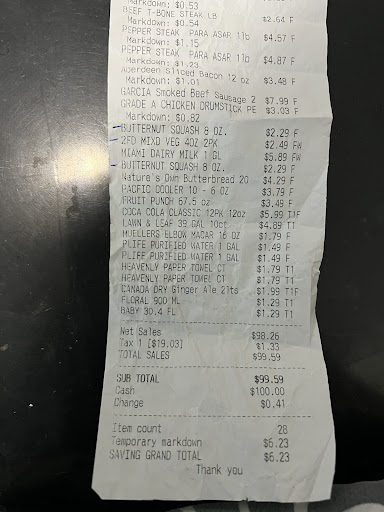 Markdown: $0.53
BEEF T-BONE STEAK LB $2.64 F
Markdown: $0.54
PEPPER STEAK PARA ASAR 1lb $4.57 F
Markdown: $1.15
PEPPER STEAK PARA ASAR 1lb $4.87 F
Markdown: $1.23
Aberdeen Sliced Bacon 12 oz $3.48 F
Markdown: $1.01
GARCIA Smoked Beef Sausage 2 $7.99 F
GRADE A CHICKEN DRUMSTICK PE $3.03 F
Markdown: $0.82
BUTTERNUT SQUASH 8 OZ. $2.29 F
2FD MIXD VEG 4OZ 2PK $2.49 FW
MIAMI DAIRY MILK 1 GL $5.89 FW
BUTTERNUT SQUASH 8 OZ. $2.29 F
Nature's Own Butterbread 20 $4.29 F
PACFIC COOLER 10 - 6 OZ $3.79 F
FRUIT PUNCH 67.5 oz $3.49 F
COCA COLA CLASSIC 12PK 12oz $5.99 T1F
LAWN & LEAF 39 GAL 10ct $4.89 T1
MUELLERS ELBOW MACAR 16 OZ $1.79 F
PLIFE PURIFIED WATER 1 GAL $1.49 F
PLIFE PURIFIED WATER 1 GAL $1.49 F
HEAVENLY PAPER TOWEL CT $1.79 T1
HEAVENLY PAPER TOWEL CT $1.79 T1
CANADA DRY Ginger Ale 2lts $1.99 T1F
FLORAL 900 ML $1.29 T1
BABY 30.4 FL $1.29 T1
Net Sales $98.26
Tax 1 [$19.03] $1.33
TOTAL SALES $99.59
SUB TOTAL $99.59
Cash $100.00
Change $0.41
Item count 28
Temporary markdown $6.23
SAVING GRAND TOTAL $6.23
Thank you